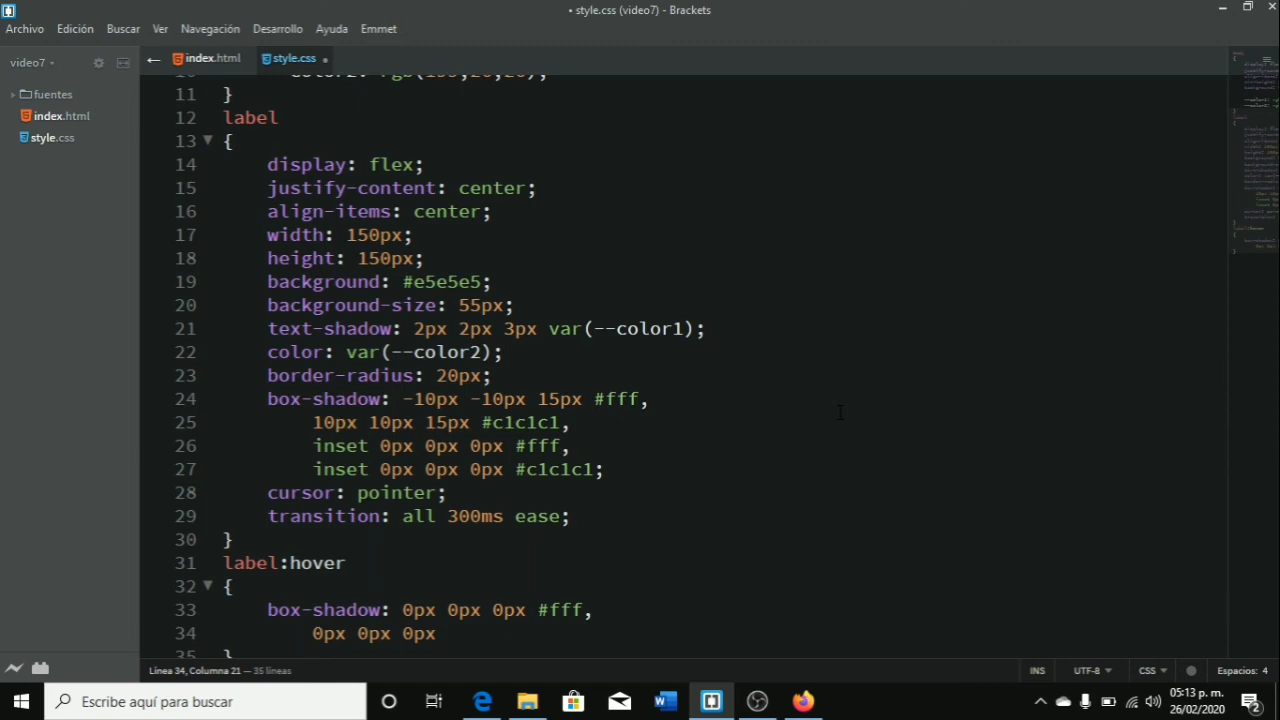 • style.css (video7) - Brackets
Archivo Edición Buscar Ver Navegación Desarrollo Ayuda Emmet
video7
index.html
style.css •
fuentes
index.html
style.css
11 }
12 label
13 {
14 display: flex;
15 justify-content: center;
16 align-items: center;
17 width: 150px;
18 height: 150px;
19 background: #e5e5e5;
20 background-size: 55px;
21 text-shadow: 2px 2px 3px var(--color1);
22 color: var(--color2);
23 border-radius: 20px;
24 box-shadow: -10px -10px 15px #fff,
25 10px 10px 15px #c1c1c1,
26 inset 0px 0px 0px #fff,
27 inset 0px 0px 0px #c1c1c1;
28 cursor: pointer;
29 transition: all 300ms ease;
30 }
31 label:hover
32 {
33 box-shadow: 0px 0px 0px #fff,
34 0px 0px 0px
35 }
Línea 34, Columna 21 — 35 líneas
INS UTF-8 CSS Espacios: 4
Escribe aquí para buscar
05:13 p. m.
26/02/2020
2